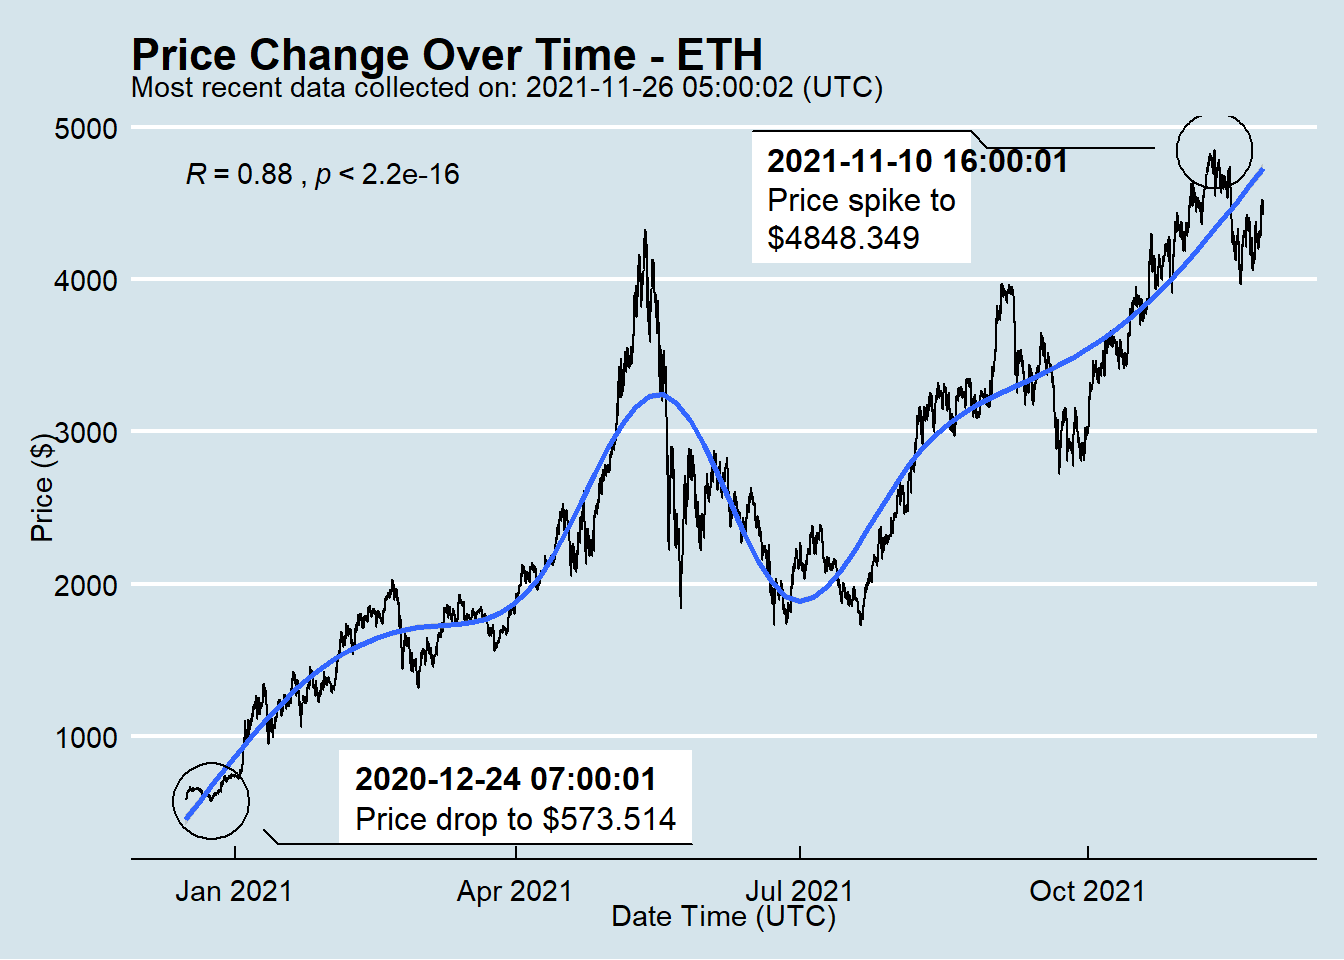 Price Change Over Time - ETH
Most recent data collected on: 2021-11-26 05:00:02 (UTC)
5000
R = 0.88 , p < 2.2e-16
2021-11-10 16:00:01
Price spike to
$4848.349
4000
3000
Price ($)
2000
1000
2020-12-24 07:00:01
Price drop to $573.514
Jan 2021
Apr 2021
Jul 2021
Oct 2021
Date Time (UTC)